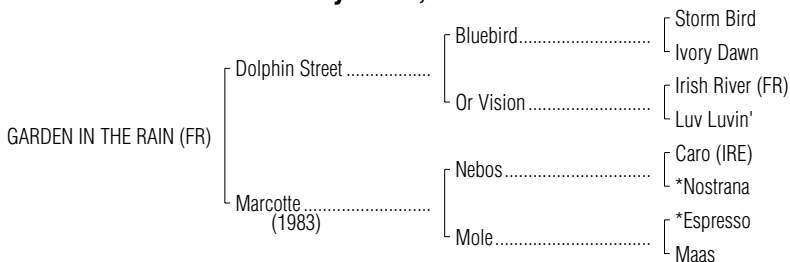 Storm Bird
Bluebird
Ivory Dawn
Dolphin Street
Irish River (FR)
Or Vision
Luv Luvin'
GARDEN IN THE RAIN (FR)
Caro (IRE)
Nebos
*Nostrana
Marcotte
(1983)
*Espresso
Mole
Maas